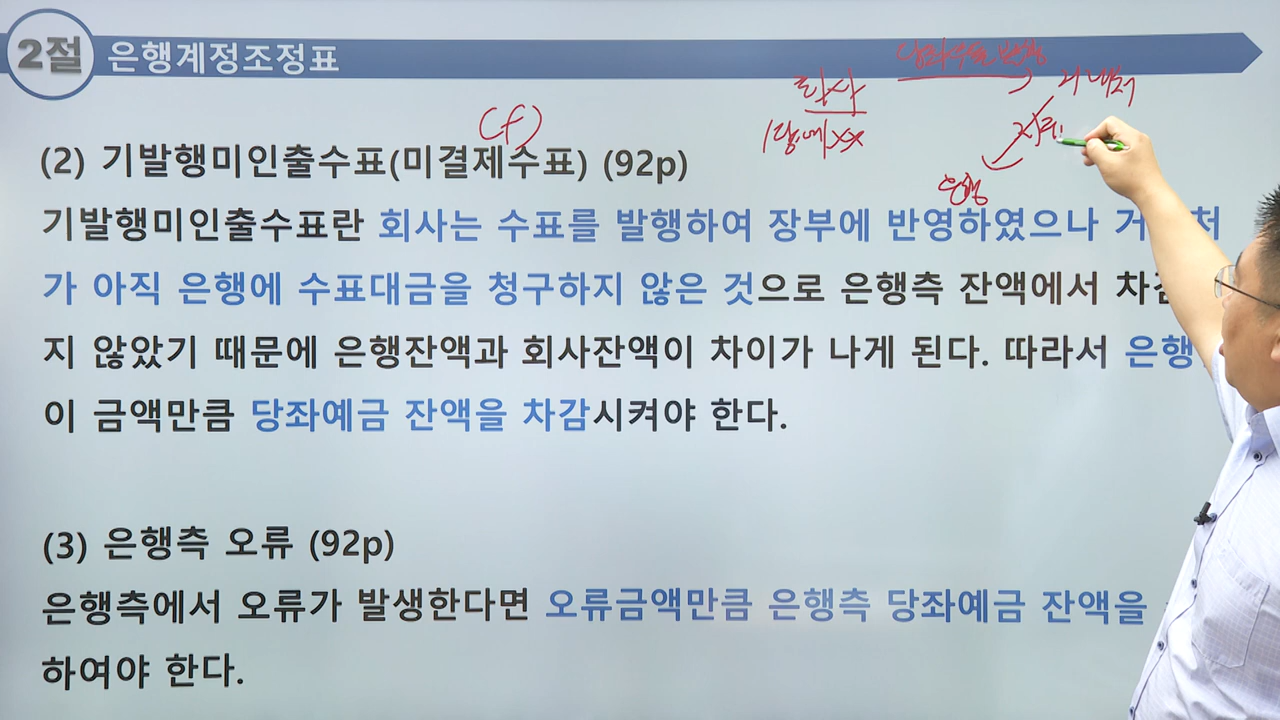 2절 은행계정조정표
당좌수표 발행
회사
거래처
당예 XX
은행
(2) 기발행미인출수표(미결제수표) (92p)
기발행미인출수표란 회사는 수표를 발행하여 장부에 반영하였으나 거 처
가 아직 은행에 수표대금을 청구하지 않은 것으로 은행측 잔액에서
지 않았기 때문에 은행잔액과 회사잔액이 차이가 나게 된다. 따라서 은행
이 금액만큼 당좌예금 잔액을 차감시켜야 한다.
(3) 은행측 오류 (92p)
은행측에서 오류가 발생한다면 오류금액만큼 은행측 당좌예금 잔액을
하여야 한다.